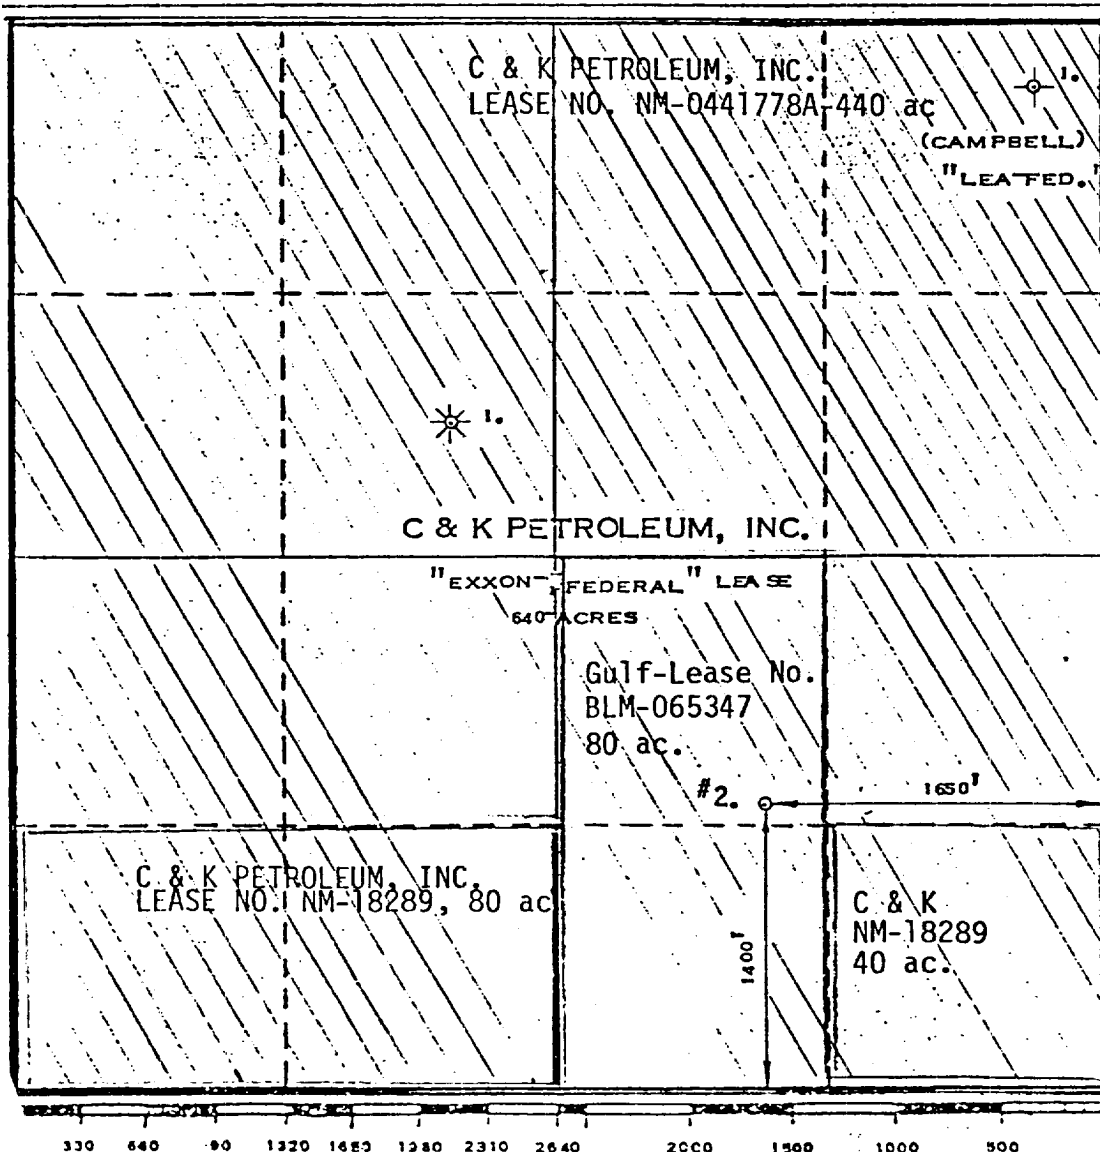 C & K PETROLEUM, INC.
LEASE NO. NM-0441778A-440 ac
1.
(CAMPBELL)
"LEA FED."
1.
C & K PETROLEUM, INC.
"EXXON-FEDERAL" LEASE
640 ACRES
Gulf-Lease No.
BLM-065347
80 ac.
#2.
1650'
C & K PETROLEUM, INC.
LEASE NO. NM-18289, 80 ac
C & K
NM-18289
40 ac.
1400'
330 640 90 1320 1650 1980 2310 2640 2000 1500 1000 500